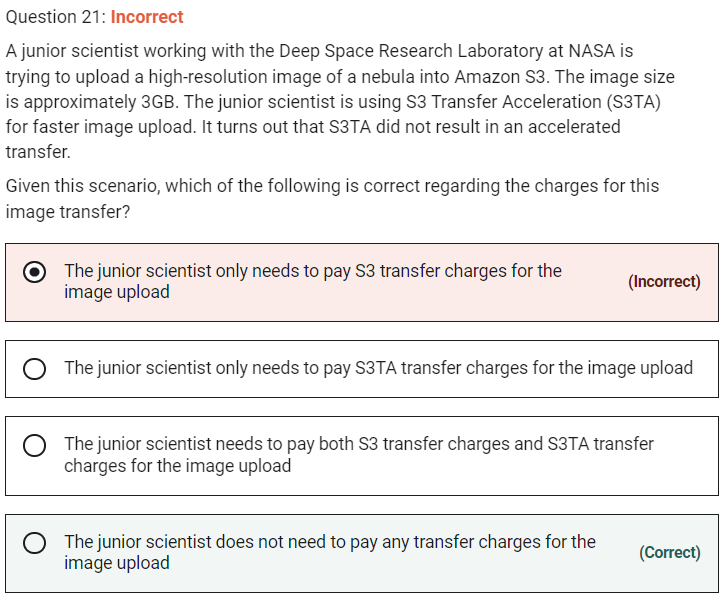 Question 21: Incorrect
A junior scientist working with the Deep Space Research Laboratory at NASA is
trying to upload a high-resolution image of a nebula into Amazon S3. The image size
is approximately 3GB. The junior scientist is using S3 Transfer Acceleration (S3TA)
for faster image upload. It turns out that S3TA did not result in an accelerated
transfer.
Given this scenario, which of the following is correct regarding the charges for this
image transfer?
The junior scientist only needs to pay S3 transfer charges for the
image upload
(Incorrect)
The junior scientist only needs to pay S3TA transfer charges for the image upload
The junior scientist needs to pay both S3 transfer charges and S3TA transfer
charges for the image upload
The junior scientist does not need to pay any transfer charges for the
image upload
(Correct)